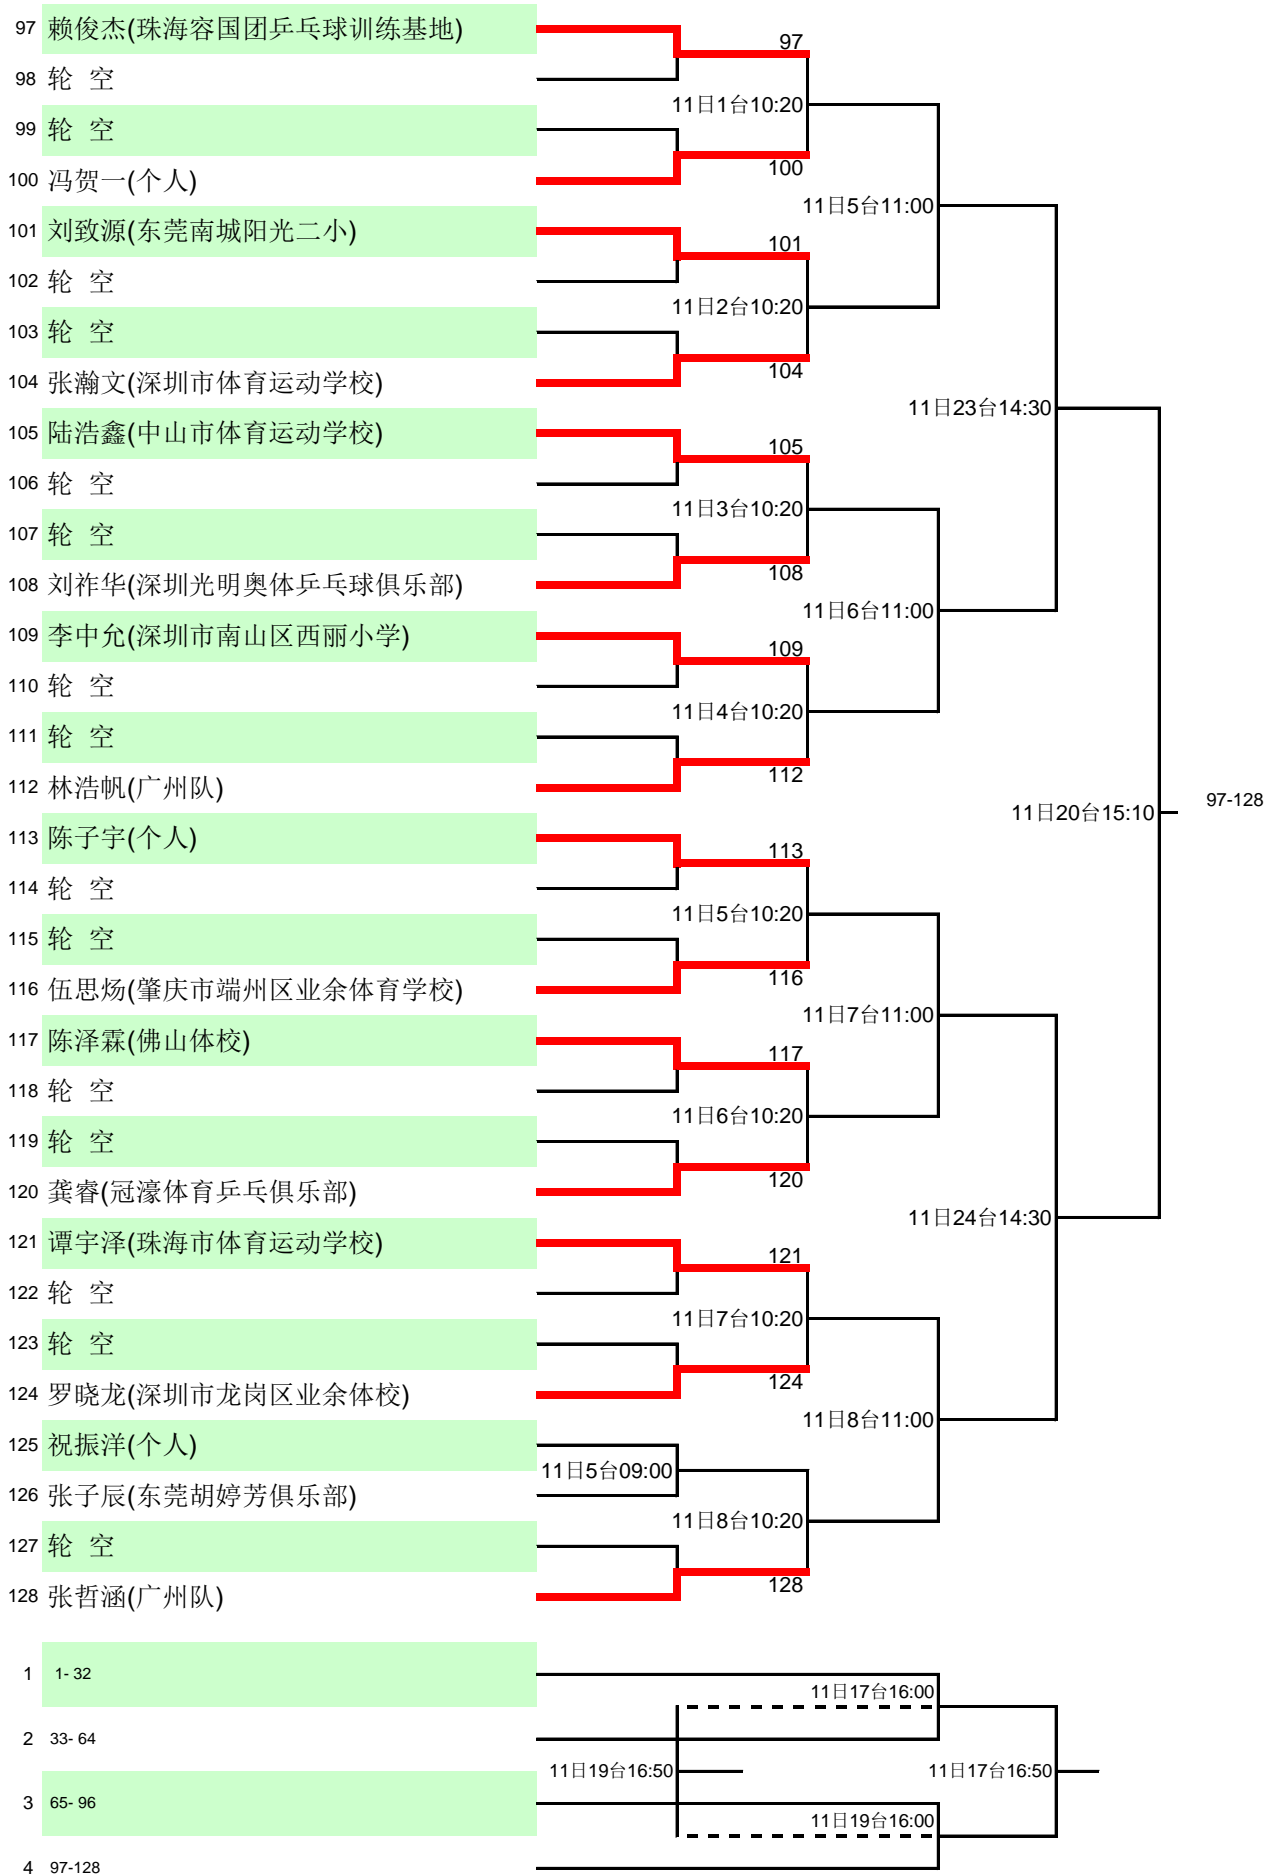 97 赖俊杰(珠海容国团乒乓球训练基地)
97
98 轮 空
11日1台10:20
99 轮 空
100
100 冯贺一(个人)
11日5台11:00
101 刘致源(东莞南城阳光二小)
101
102 轮 空
11日2台10:20
103 轮 空
104
104 张瀚文(深圳市体育运动学校)
11日23台14:30
105 陆浩鑫(中山市体育运动学校)
105
106 轮 空
11日3台10:20
107 轮 空
108
108 刘祚华(深圳光明奥体乒乓球俱乐部)
11日6台11:00
109 李中允(深圳市南山区西丽小学)
109
110 轮 空
11日4台10:20
111 轮 空
112
112 林浩帆(广州队)
97-128
11日20台15:10
113 陈子宇(个人)
113
114 轮 空
11日5台10:20
115 轮 空
116
116 伍思炀(肇庆市端州区业余体育学校)
11日7台11:00
117 陈泽霖(佛山体校)
117
118 轮 空
11日6台10:20
119 轮 空
120
120 龚睿(冠濠体育乒乓俱乐部)
11日24台14:30
121 谭宇泽(珠海市体育运动学校)
121
122 轮 空
11日7台10:20
123 轮 空
124
124 罗晓龙(深圳市龙岗区业余体校)
11日8台11:00
125 祝振洋(个人)
11日5台09:00
126 张子辰(东莞胡婷芳俱乐部)
11日8台10:20
127 轮 空
128
128 张哲涵(广州队)
1 1- 32
11日17台16:00
2 33- 64
11日19台16:50
11日17台16:50
3 65- 96
11日19台16:00
4 97-128